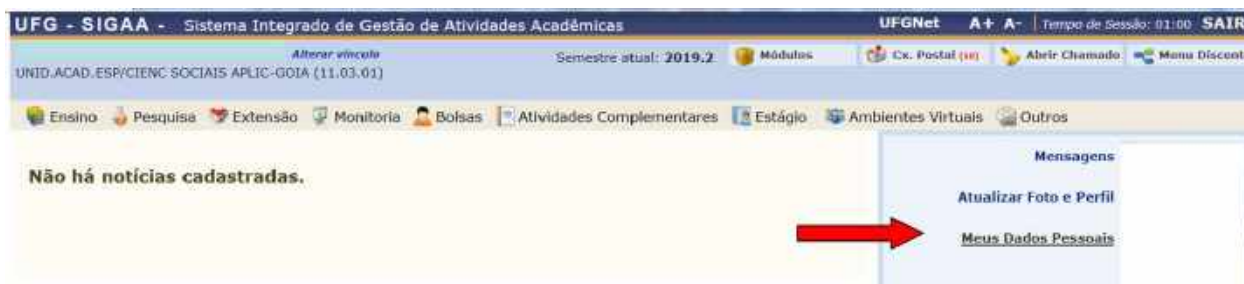 UFG - SIGAA - Sistema Integrado de Gestão de Atividades Acadêmicas UFGNet A+ A- Tempo de Sessão: 01:00 SAIR
Alterar vínculo Semestre atual: 2019.2 Módulos Cx. Postal Abrir Chamado Menu Discent
UNID.ACAD.ESP/CIENC SOCIAIS APLIC-GOIA (11.03.01)
Ensino Pesquisa Extensão Monitoria Bolsas Atividades Complementares Estágio Ambientes Virtuais Outros
Mensagens
Não há notícias cadastradas.
Atualizar Foto e Perfil
Meus Dados Pessoais